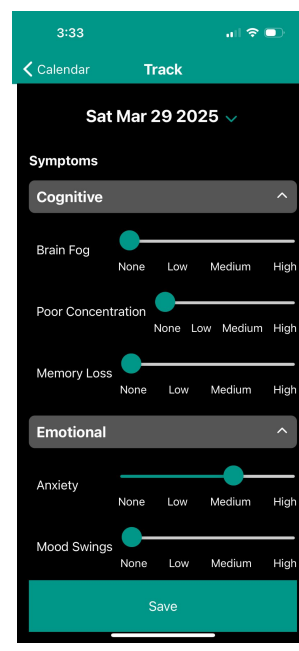 3:33
Calendar Track
Sat Mar 29 2025
Symptoms
Cognitive
Brain Fog
None Low Medium High
Poor Concentration
None Low Medium High
Memory Loss
None Low Medium High
Emotional
Anxiety
None Low Medium High
Mood Swings
None Low Medium High
Save